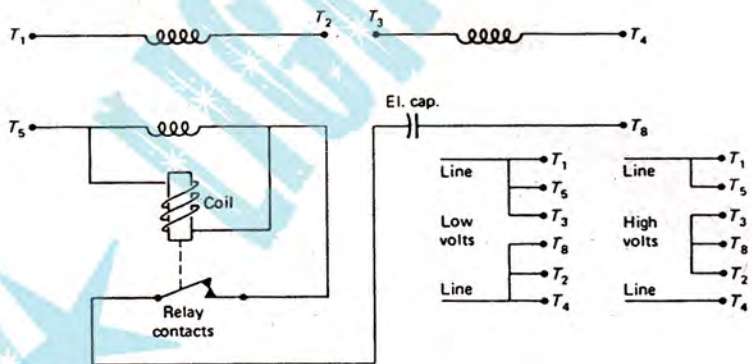 T₁
T₂
T₃
T₄
T₅
El. cap.
T₈
Coil
Relay
contacts
Line
T₁
T₅
T₃
Low
volts
T₈
T₂
Line
T₄
Line
T₁
T₅
High
volts
T₃
T₈
T₂
Line
T₄